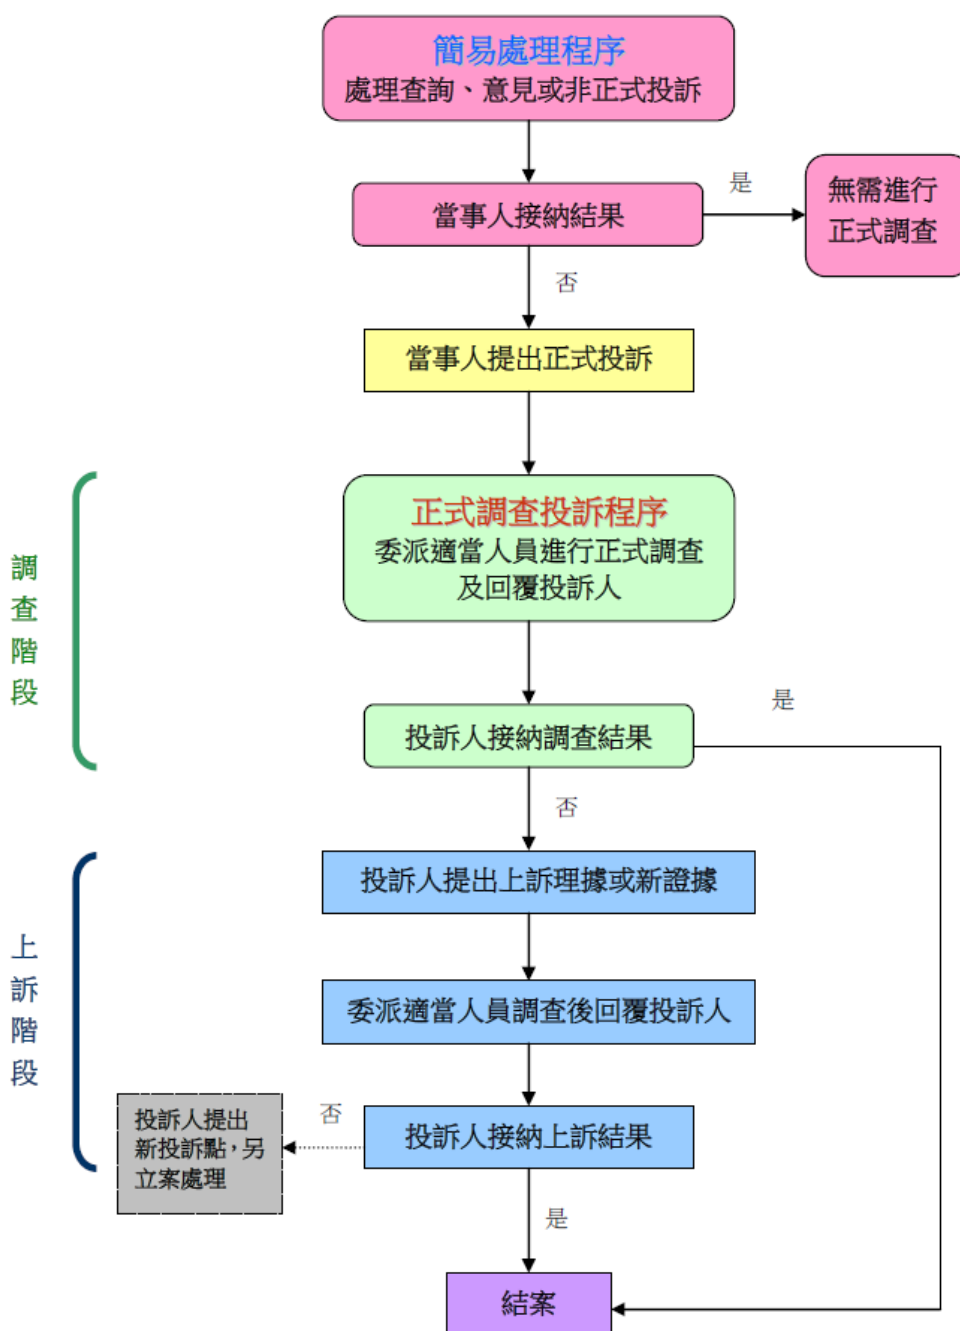 簡易處理程序
處理查詢、意見或非正式投訴
當事人接納結果
是
無需進行
正式調查
否
當事人提出正式投訴
調查階段
正式調查投訴程序
委派適當人員進行正式調查
及回覆投訴人
投訴人接納調查結果
是
否
上訴階段
投訴人提出上訴理據或新證據
委派適當人員調查後回覆投訴人
投訴人接納上訴結果
否
投訴人提出
新投訴點，另
立案處理
是
結案